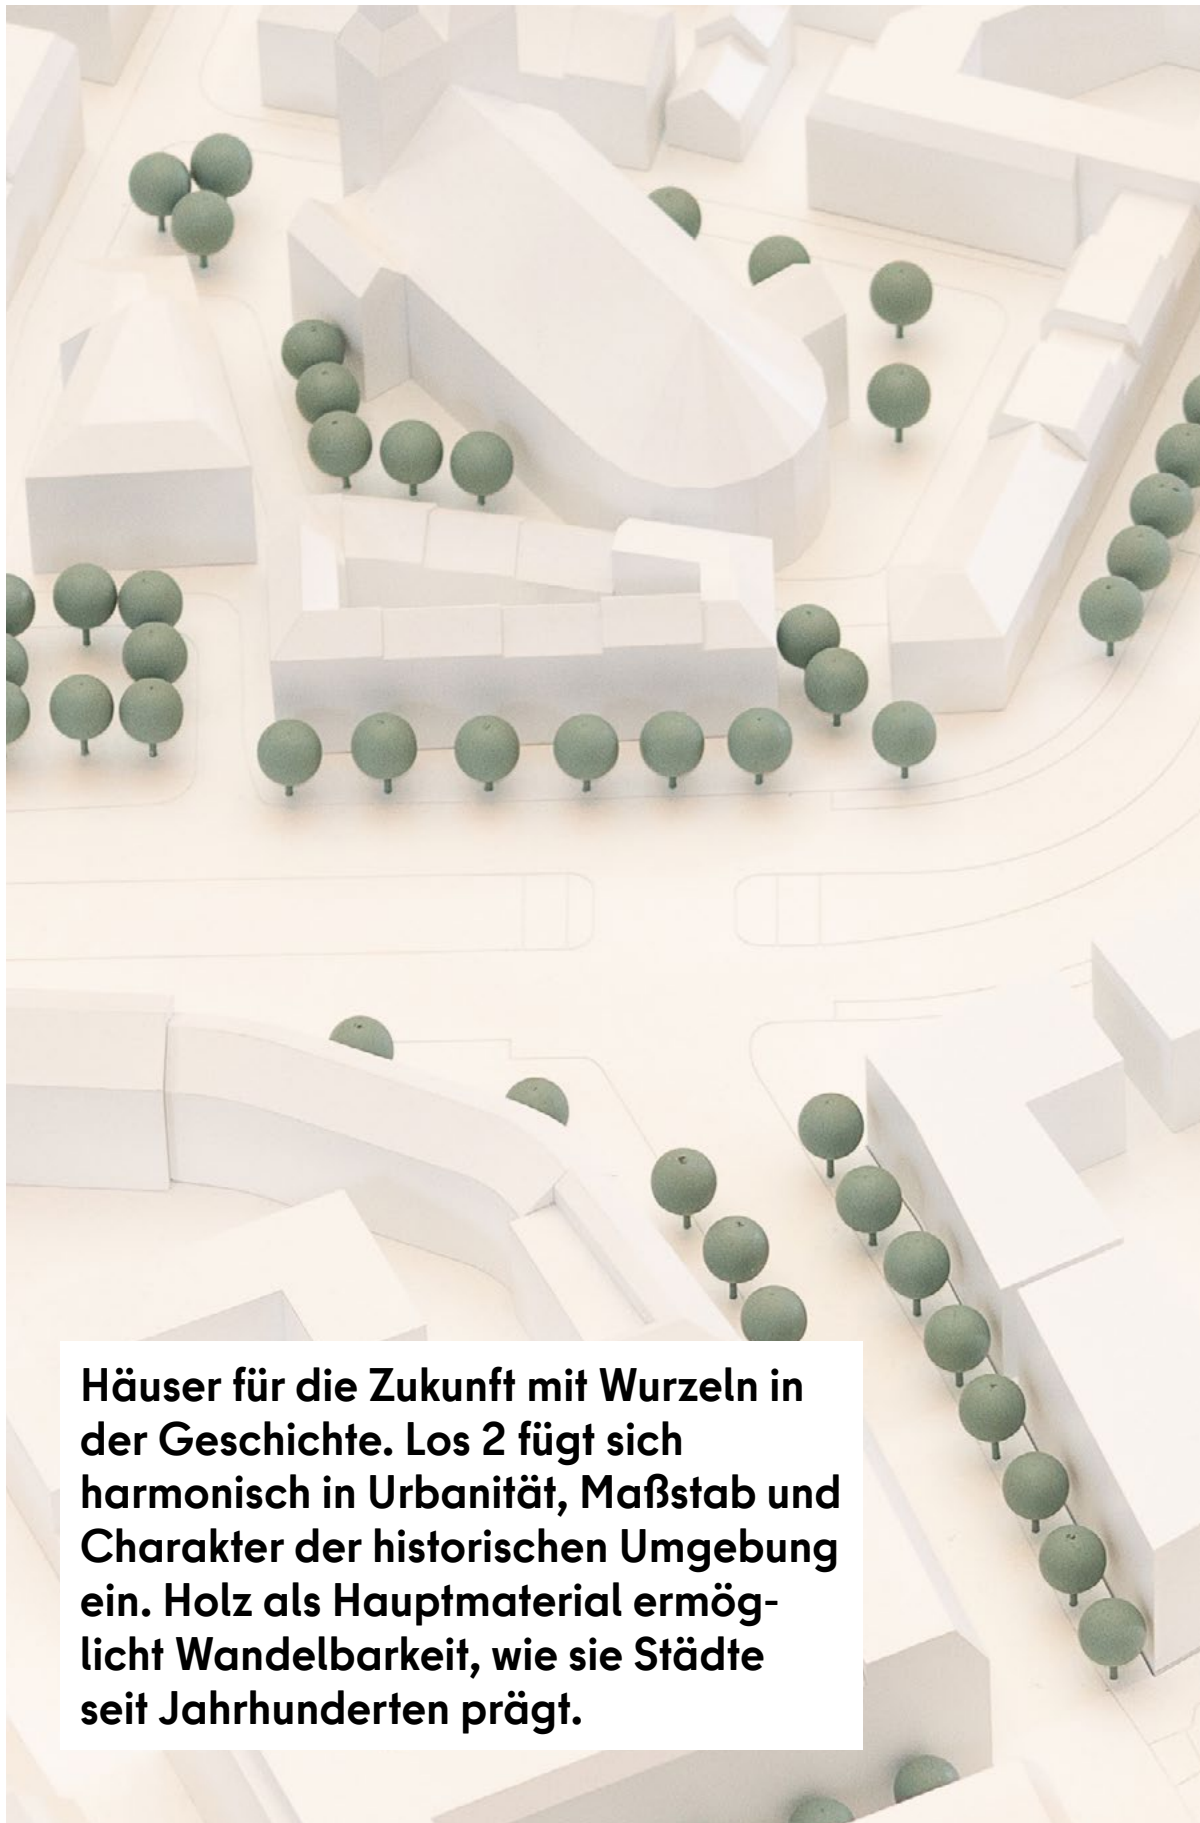 Häuser für die Zukunft mit Wurzeln in
der Geschichte. Los 2 fügt sich
harmonisch in Urbanität, Maßstab und
Charakter der historischen Umgebung
ein. Holz als Hauptmaterial ermög-
licht Wandelbarkeit, wie sie Städte
seit Jahrhunderten prägt.